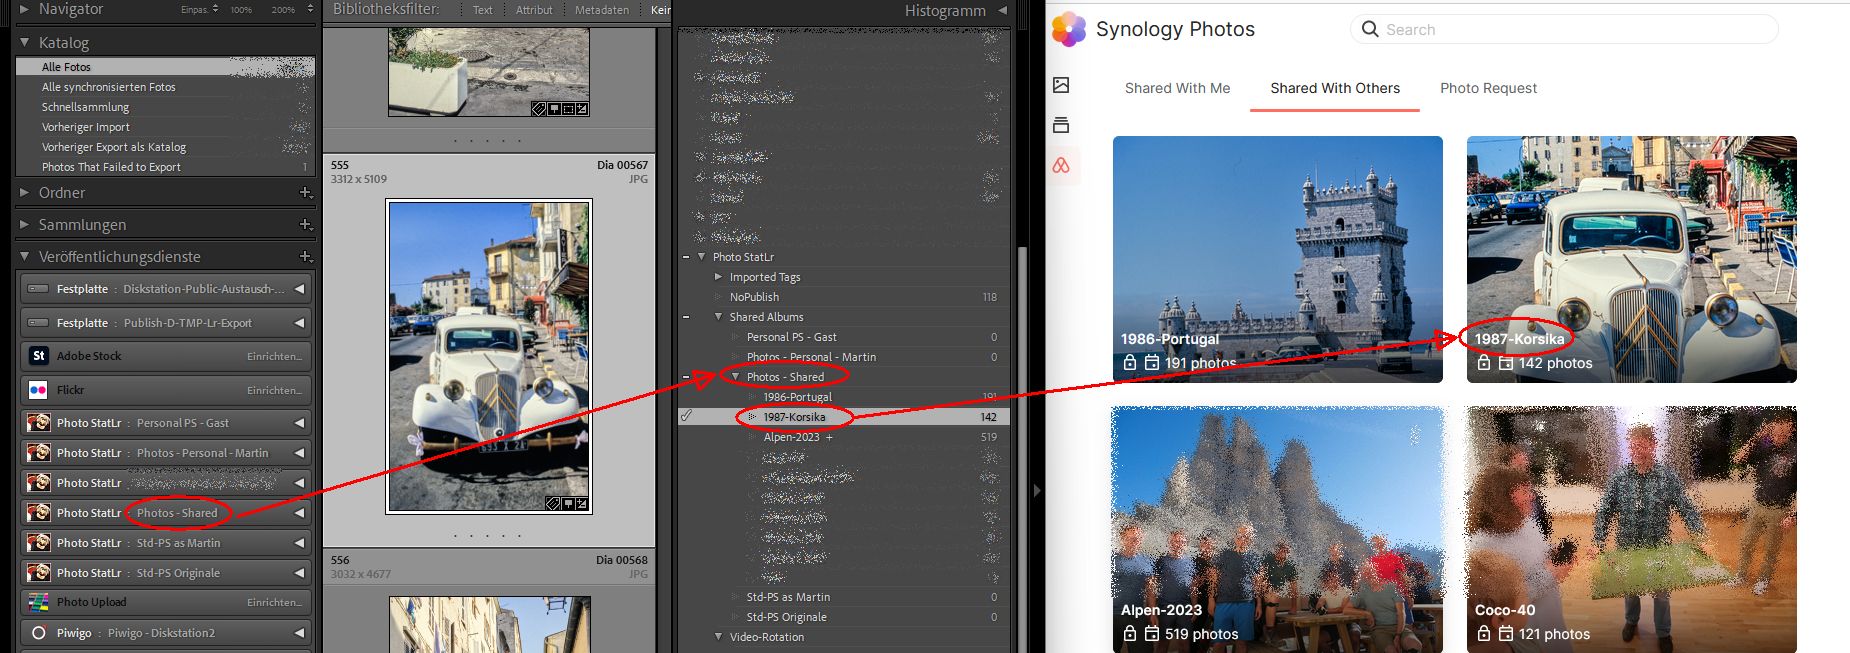 Navigator
Einpas.
100%
200%
Katalog
Alle Fotos
Alle synchronisierten Fotos
Schnellsammlung
Vorheriger Import
Vorheriger Export als Katalog
Photos That Failed to Export 1
Ordner
Sammlungen
Veröffentlichungsdienste
Festplatte : Diskstation-Public-Austausch-...
Festplatte : Publish-D-TMP-Lr-Export
St Adobe Stock Einrichten...
Flickr Einrichten...
Photo StatLr : Personal PS - Gast
Photo StatLr : Photos - Personal - Martin
Photo StatLr
Photo StatLr : Photos - Shared
Photo StatLr : Std-PS as Martin
Photo StatLr : Std-PS Originale
Photo Upload Einrichten...
Piwigo : Piwigo - Diskstation2
Bibliotheksfilter:
Text
Attribut
Metadaten
555 Dia 00567
3312 x 5109 JPG
556 Dia 00568
3032 x 4677 JPG
Histogramm
Photo StatLr
Imported Tags
NoPublish 118
Shared Albums
Personal PS - Gast 0
Photos - Personal - Martin 0
Photos - Shared
1986-Portugal 191
1987-Korsika 142
Alpen-2023 + 519
Std-PS as Martin 0
Std-PS Originale 0
Video-Rotation
Synology Photos
Search
Shared With Me
Shared With Others
Photo Request
1986-Portugal
191 photos
1987-Korsika
142 photos
Alpen-2023
519 photos
Coco-40
121 photos